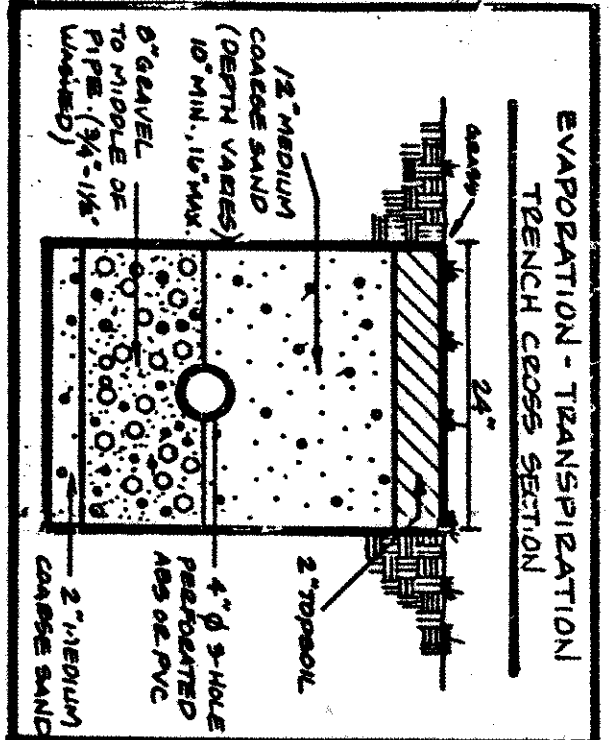 EVAPORATION - TRANSPIRATION
TRENCH CROSS SECTION
GRASS
24"
12" MEDIUM
COARSE SAND
(DEPTH VARIES)
10" MIN., 16" MAX.
8" GRAVEL
TO MIDDLE OF
PIPE. (3/4"-1 1/2"
WASHED)
2" TOPSOIL
4" ϕ 3-HOLE
PERFORATED
ABS OR PVC
2" MEDIUM
COARSE SAND